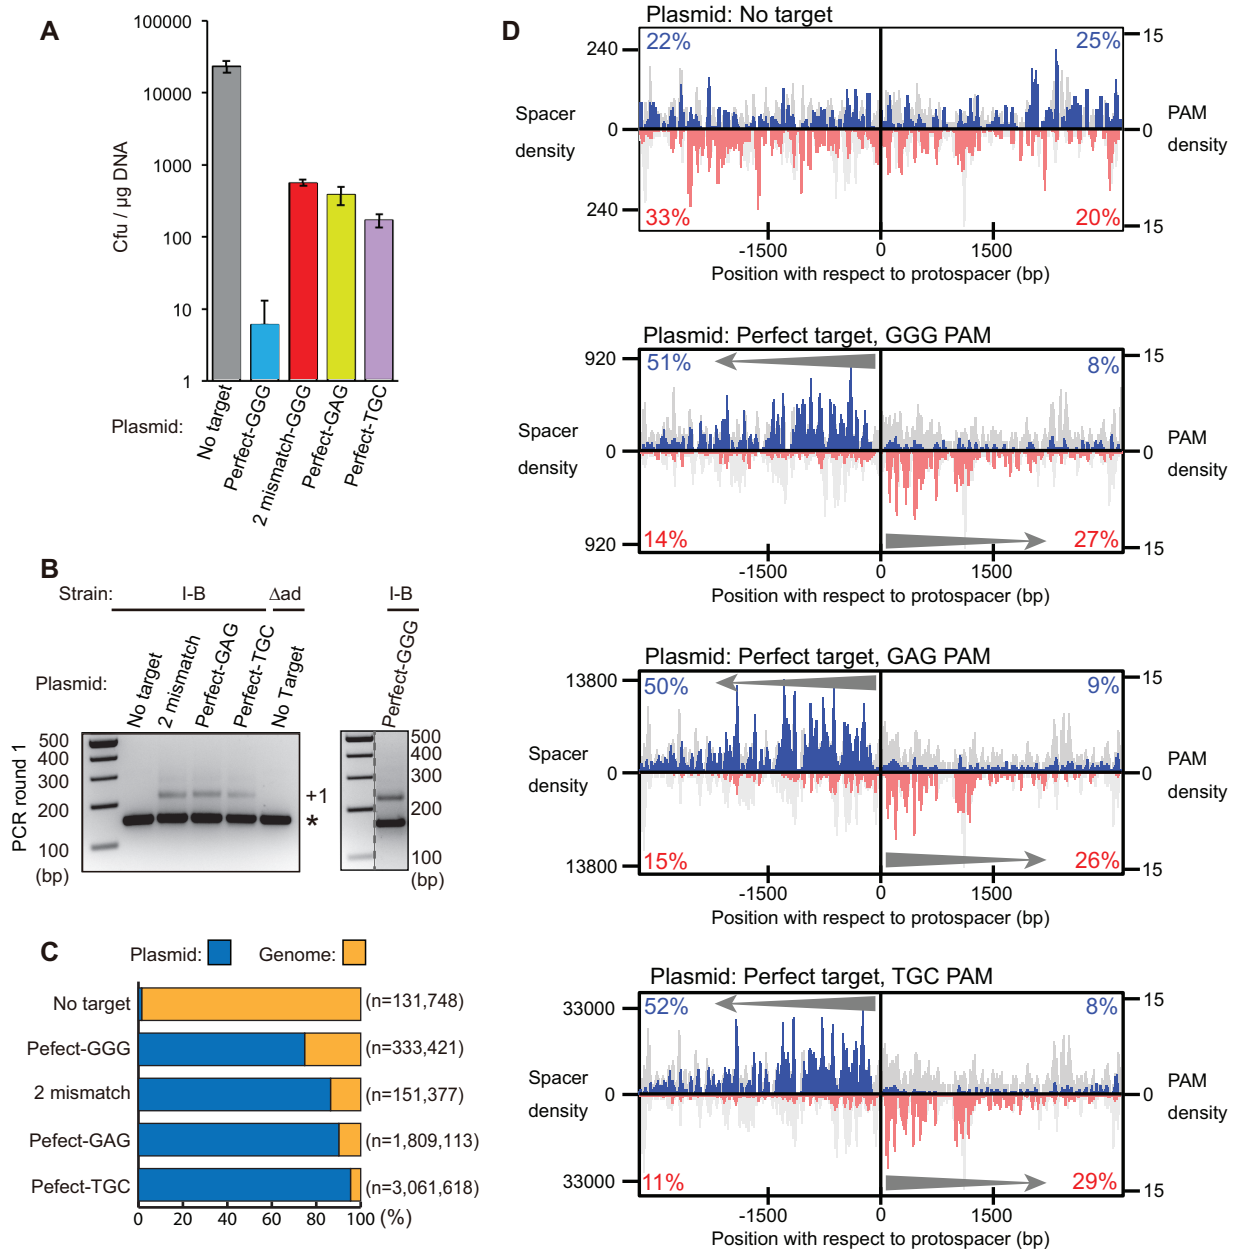 A
100000
10000
1000
100
10
1
Cfu / µg DNA
Plasmid:
No target
Perfect-GGG
2 mismatch-GGG
Perfect-GAG
Perfect-TGC
B
Strain:
I-B
Δad
I-B
Plasmid:
No target
2 mismatch
Perfect-GAG
Perfect-TGC
No Target
Perfect-GGG
PCR round 1
500
400
300
200
100
(bp)
+1
*
500
400
300
200
100
(bp)
C
Plasmid:
Genome:
No target
(n=131,748)
Pefect-GGG
(n=333,421)
2 mismatch
(n=151,377)
Pefect-GAG
(n=1,809,113)
Pefect-TGC
(n=3,061,618)
0 20 40 60 80 100 (%)
D
Plasmid: No target
240
0
240
Spacer
density
22%
25%
33%
20%
15
0
15
PAM
density
-1500 0 1500
Position with respect to protospacer (bp)
Plasmid: Perfect target, GGG PAM
920
0
920
Spacer
density
51%
8%
14%
27%
15
0
15
PAM
density
-1500 0 1500
Position with respect to protospacer (bp)
Plasmid: Perfect target, GAG PAM
13800
0
13800
Spacer
density
50%
9%
15%
26%
15
0
15
PAM
density
-1500 0 1500
Position with respect to protospacer (bp)
Plasmid: Perfect target, TGC PAM
33000
0
33000
Spacer
density
52%
8%
11%
29%
15
0
15
PAM
density
-1500 0 1500
Position with respect to protospacer (bp)